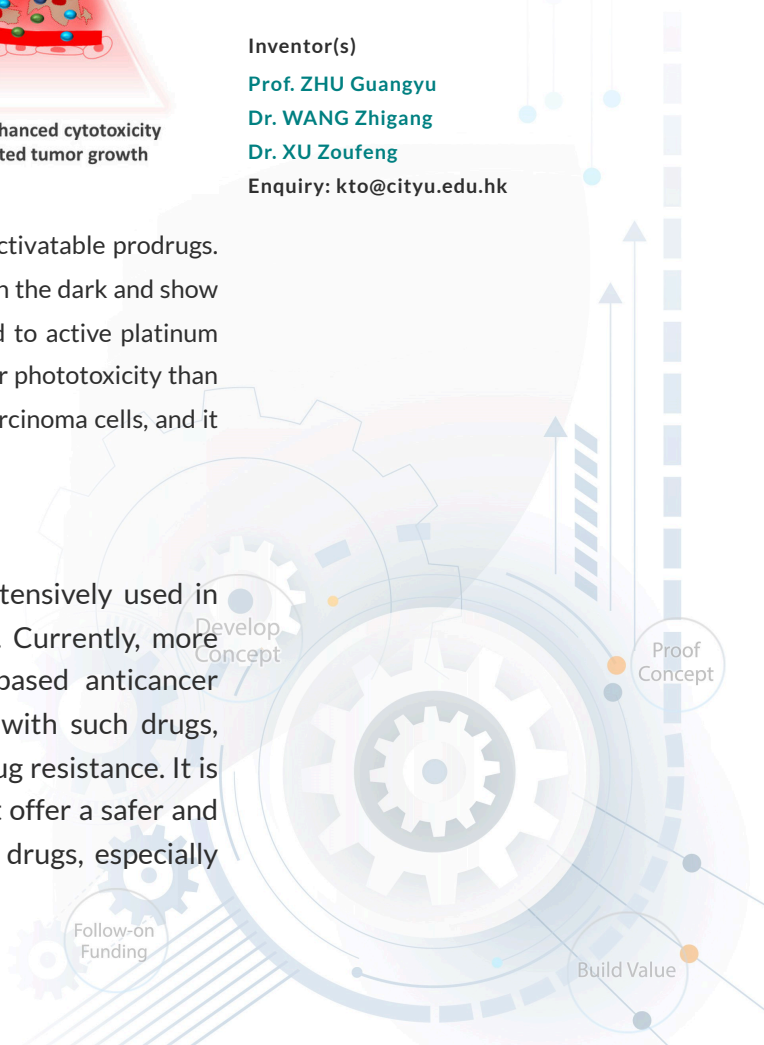 hanced cytotoxicity
ted tumor growth
Inventor(s)
Prof. ZHU Guangyu
Dr. WANG Zhigang
Dr. XU Zoufeng
Enquiry: kto@cityu.edu.hk
ctivatable prodrugs.
n the dark and show
d to active platinum
r phototoxicity than
rcinoma cells, and it
tensively used in
. Currently, more
based anticancer
with such drugs,
ug resistance. It is
t offer a safer and
drugs, especially
Develop
Concept
Proof
Concept
Follow-on
Funding
Build Value